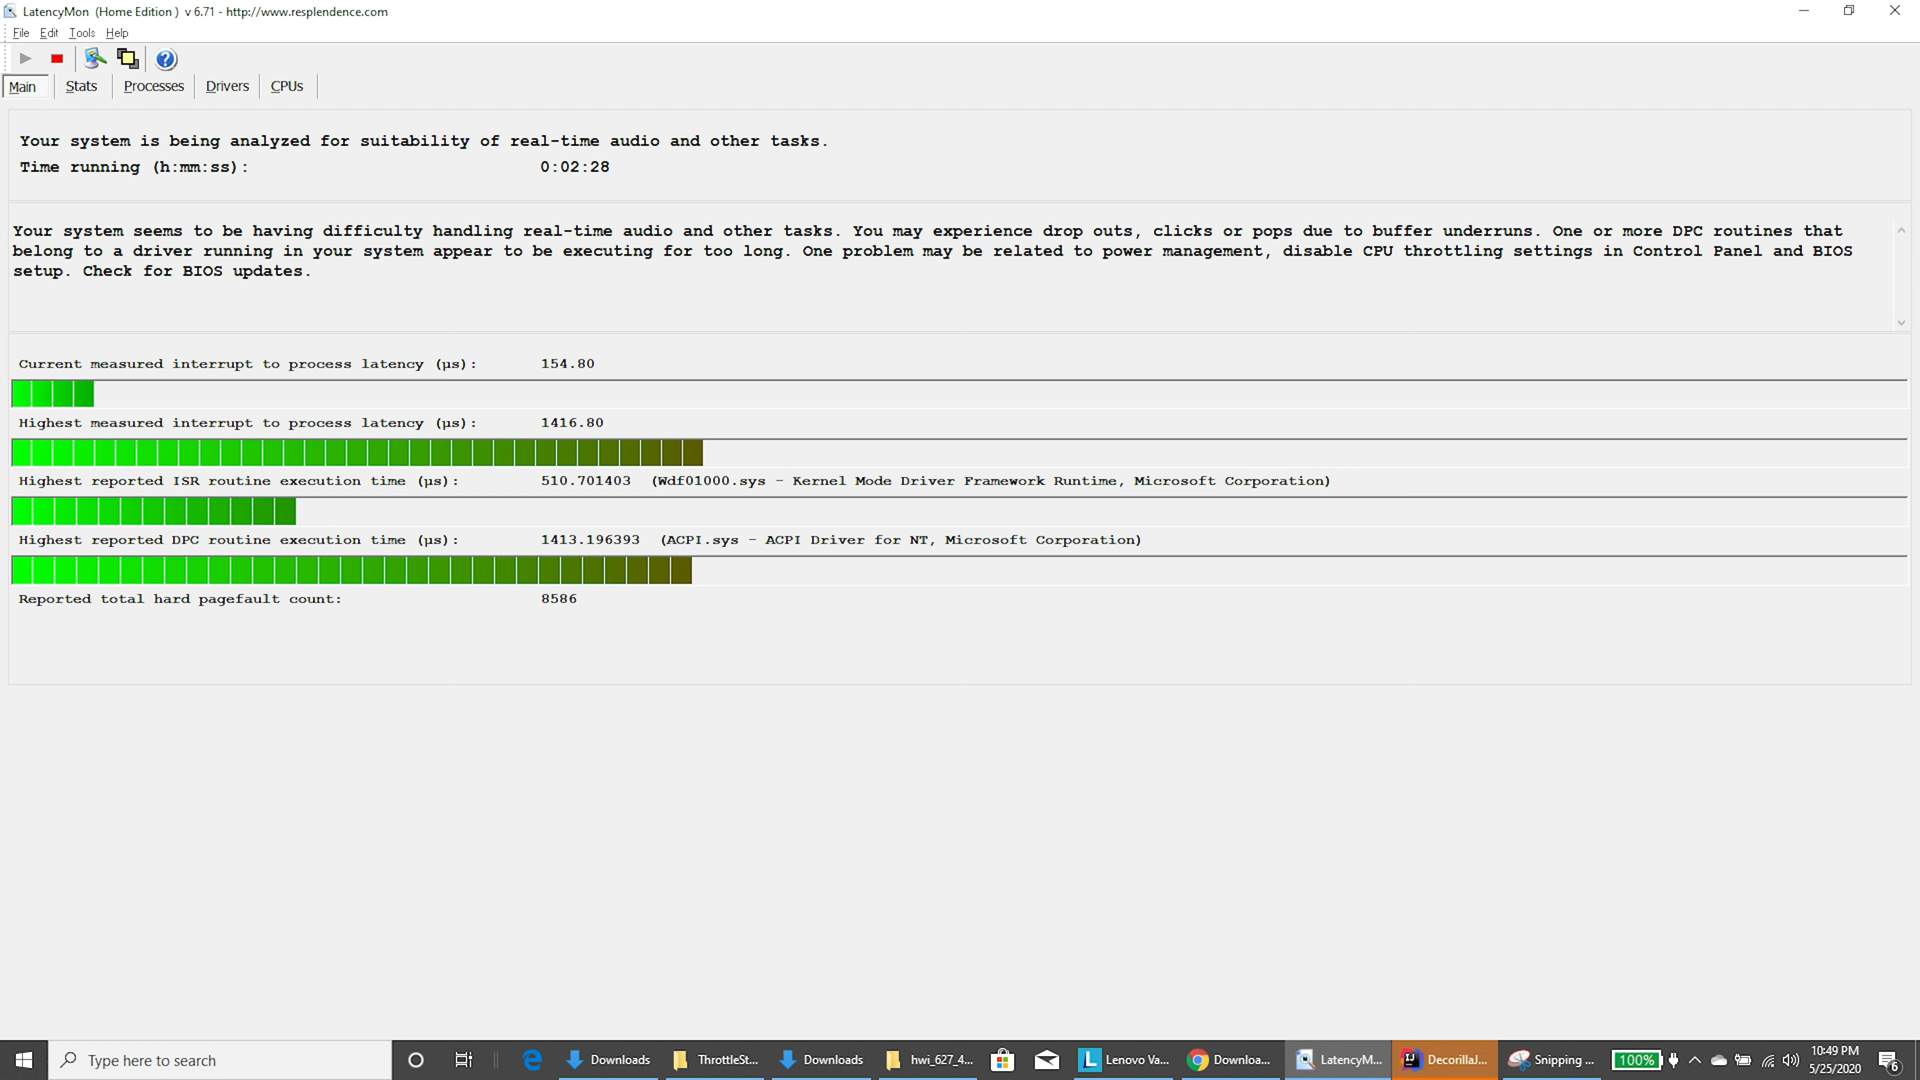 LatencyMon (Home Edition ) v 6.71 - http://www.resplendence.com
File Edit Tools Help
Main Stats Processes Drivers CPUs
Your system is being analyzed for suitability of real-time audio and other tasks.
Time running (h:mm:ss): 0:02:28
Your system seems to be having difficulty handling real-time audio and other tasks. You may experience drop outs, clicks or pops due to buffer underruns. One or more DPC routines that
belong to a driver running in your system appear to be executing for too long. One problem may be related to power management, disable CPU throttling settings in Control Panel and BIOS
setup. Check for BIOS updates.
Current measured interrupt to process latency (µs): 154.80
Highest measured interrupt to process latency (µs): 1416.80
Highest reported ISR routine execution time (µs): 510.701403 (Wdf01000.sys - Kernel Mode Driver Framework Runtime, Microsoft Corporation)
Highest reported DPC routine execution time (µs): 1413.196393 (ACPI.sys - ACPI Driver for NT, Microsoft Corporation)
Reported total hard pagefault count: 8586
Type here to search Downloads ThrottleSt... Downloads hwi_627_4... L Lenovo Va... Downloa... LatencyM... DecorillaJ... Snipping ... 100% 10:49 PM
5/25/2020 6